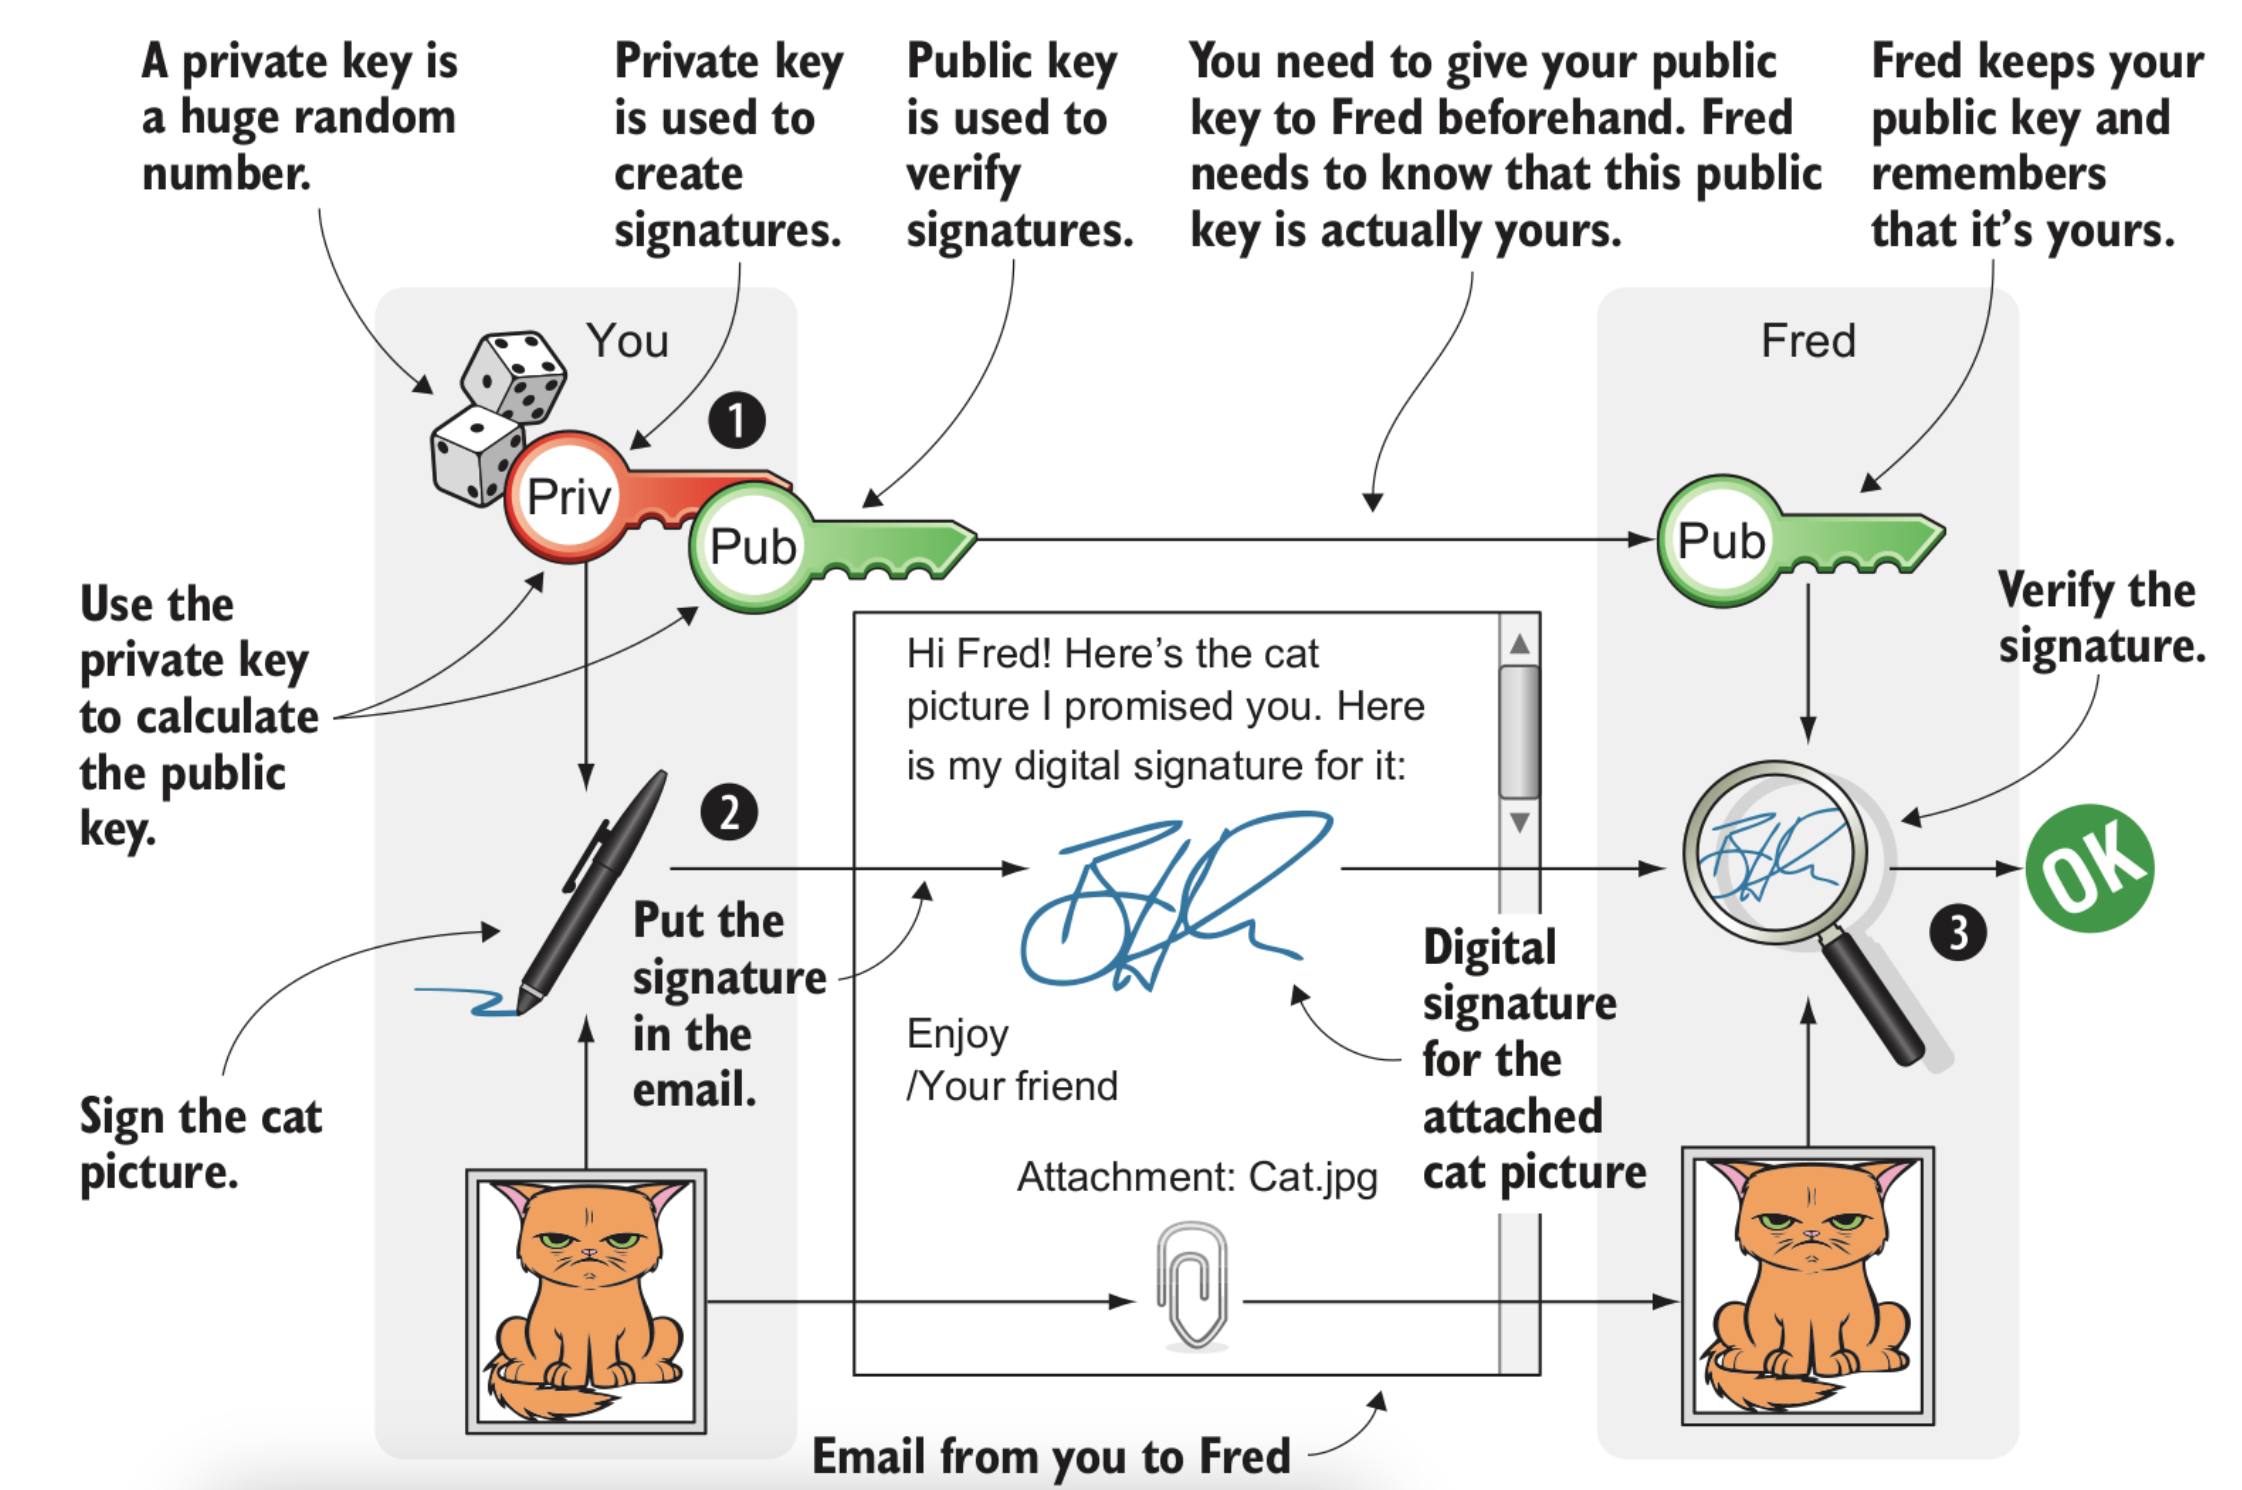 A private key is
a huge random
number.
Private key
is used to
create
signatures.
Public key
is used to
verify
signatures.
You need to give your public
key to Fred beforehand. Fred
needs to know that this public
key is actually yours.
Fred keeps your
public key and
remembers
that it's yours.
You
Fred
1
Priv
Pub
Pub
Use the
private key
to calculate
the public
key.
Hi Fred! Here's the cat
picture I promised you. Here
is my digital signature for it:
Verify the
signature.
2
OK
3
Put the
signature
in the
email.
Digital
signature
for the
attached
cat picture
Enjoy
/Your friend
Sign the cat
picture.
Attachment: Cat.jpg
Email from you to Fred